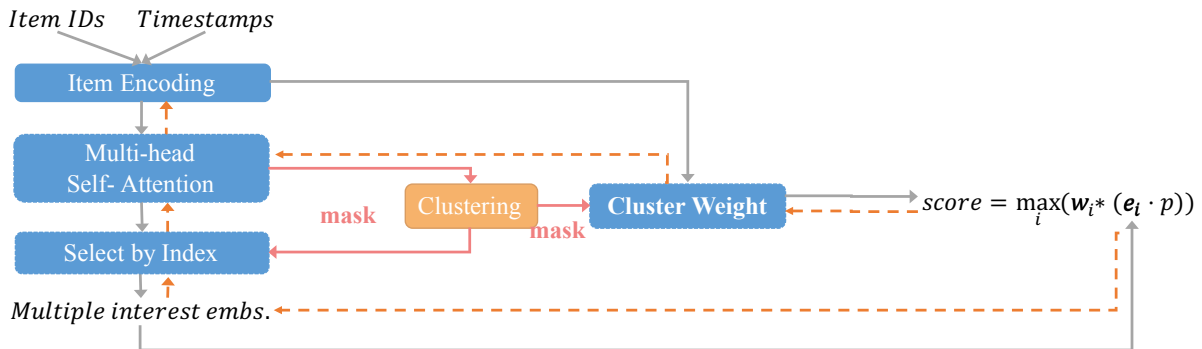 Item IDs Timestamps
Item Encoding
Multi-head
Self- Attention
Clustering
Cluster Weight
mask
mask
score = max(w_i * (e_i · p))
i
Select by Index
Multiple interest embs.